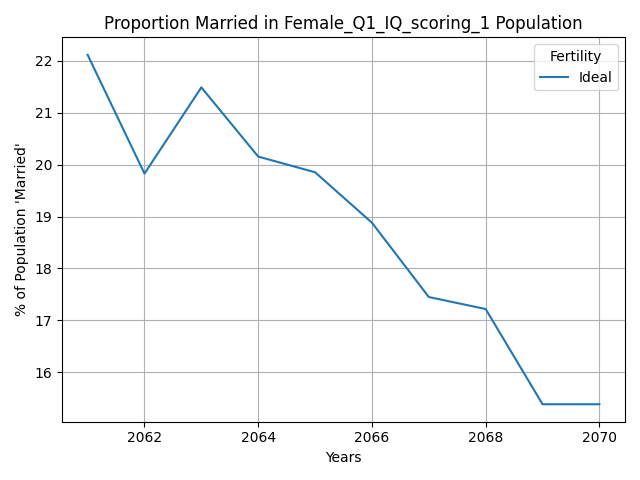 Proportion Married in Female_Q1_IQ_scoring_1 Population
Fertility
Ideal
% of Population 'Married'
22
21
20
19
18
17
16
2062
2064
2066
2068
2070
Years